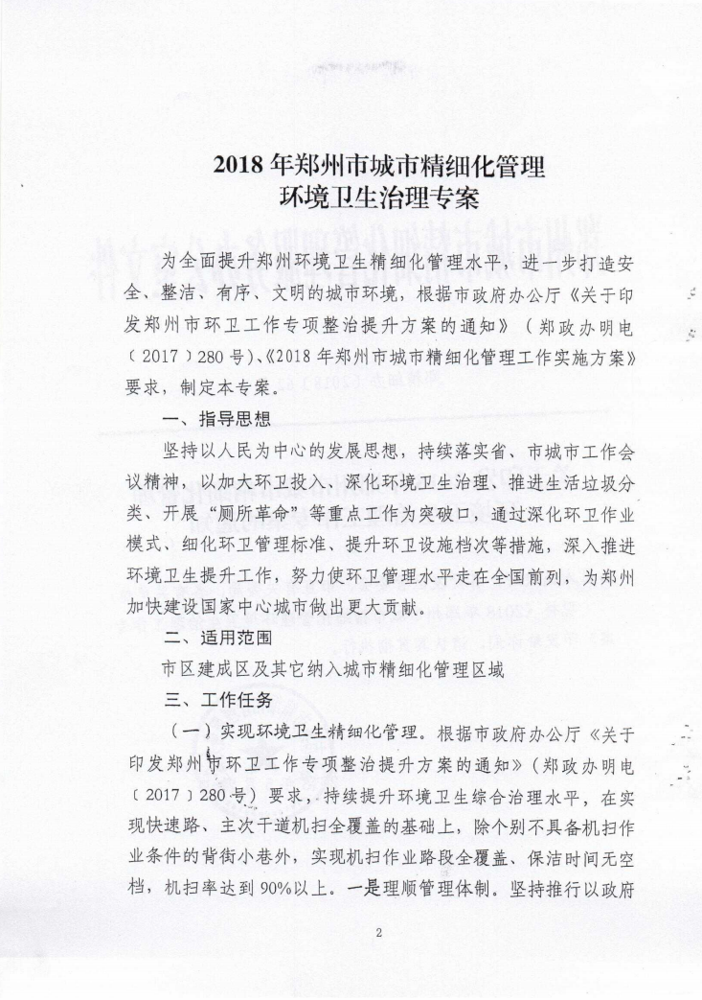 2018 年郑州市城市精细化管理
环境卫生治理专案
为全面提升郑州环境卫生精细化管理水平，进一步打造安
全、整洁、有序、文明的城市环境，根据市政府办公厅《关于印
发郑州市环卫工作专项整治提升方案的通知》（郑政办明电
〔2017〕280 号）、《2018 年郑州市城市精细化管理工作实施方案》
要求，制定本专案。
一、指导思想
坚持以人民为中心的发展思想，持续落实省、市城市工作会
议精神，以加大环卫投入、深化环境卫生治理、推进生活垃圾分
类、开展“厕所革命”等重点工作为突破口，通过深化环卫作业
模式、细化环卫管理标准、提升环卫设施档次等措施，深入推进
环境卫生提升工作，努力使环卫管理水平走在全国前列，为郑州
加快建设国家中心城市做出更大贡献。
二、适用范围
市区建成区及其它纳入城市精细化管理区域
三、工作任务
（一）实现环境卫生精细化管理。根据市政府办公厅《关于
印发郑州市环卫工作专项整治提升方案的通知》（郑政办明电
〔2017〕280 号）要求，持续提升环境卫生综合治理水平，在实
现快速路、主次干道机扫全覆盖的基础上，除个别不具备机扫作
业条件的背街小巷外，实现机扫作业路段全覆盖、保洁时间无空
档，机扫率达到 90%以上。一是理顺管理体制。坚持推行以政府
2